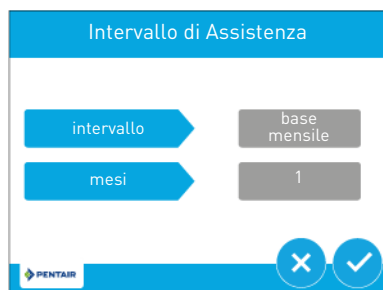 Intervallo di Assistenza
intervallo
base
mensile
mesi
1
PENTAIR